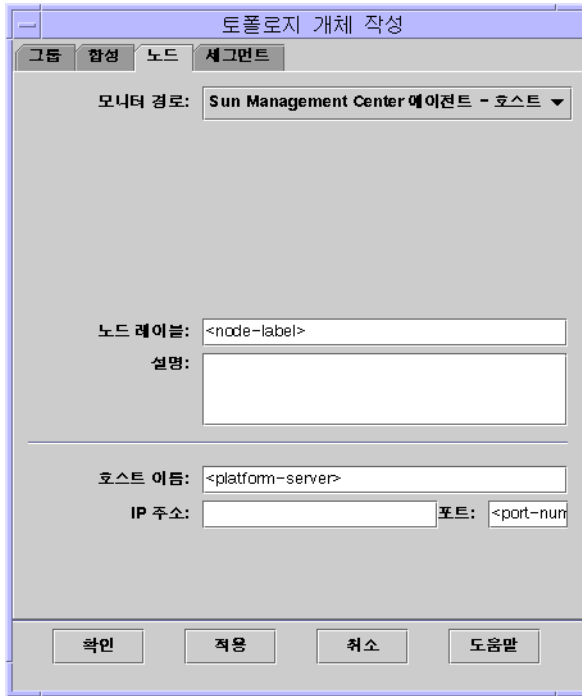 토폴로지 개체 작성
그룹 합성 노드 세그먼트
모니터 경로: Sun Management Center 에이전트 - 호스트
노드 레이블: <node-label>
설명:
호스트 이름: <platform-server>
IP 주소: 포트: <port-num
확인 적용 취소 도움말